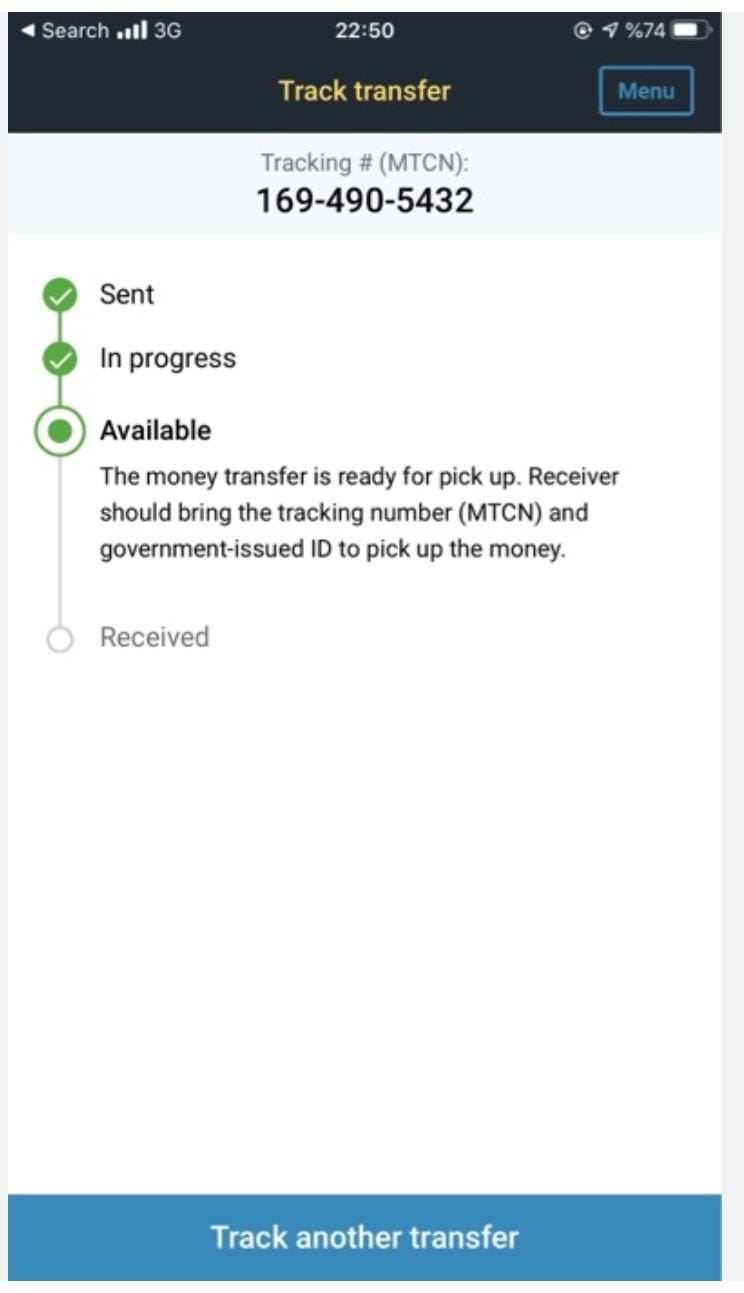 Search 3G 22:50 %74
Track transfer Menu
Tracking # (MTCN):
169-490-5432
Sent
In progress
Available
The money transfer is ready for pick up. Receiver
should bring the tracking number (MTCN) and
government-issued ID to pick up the money.
Received
Track another transfer